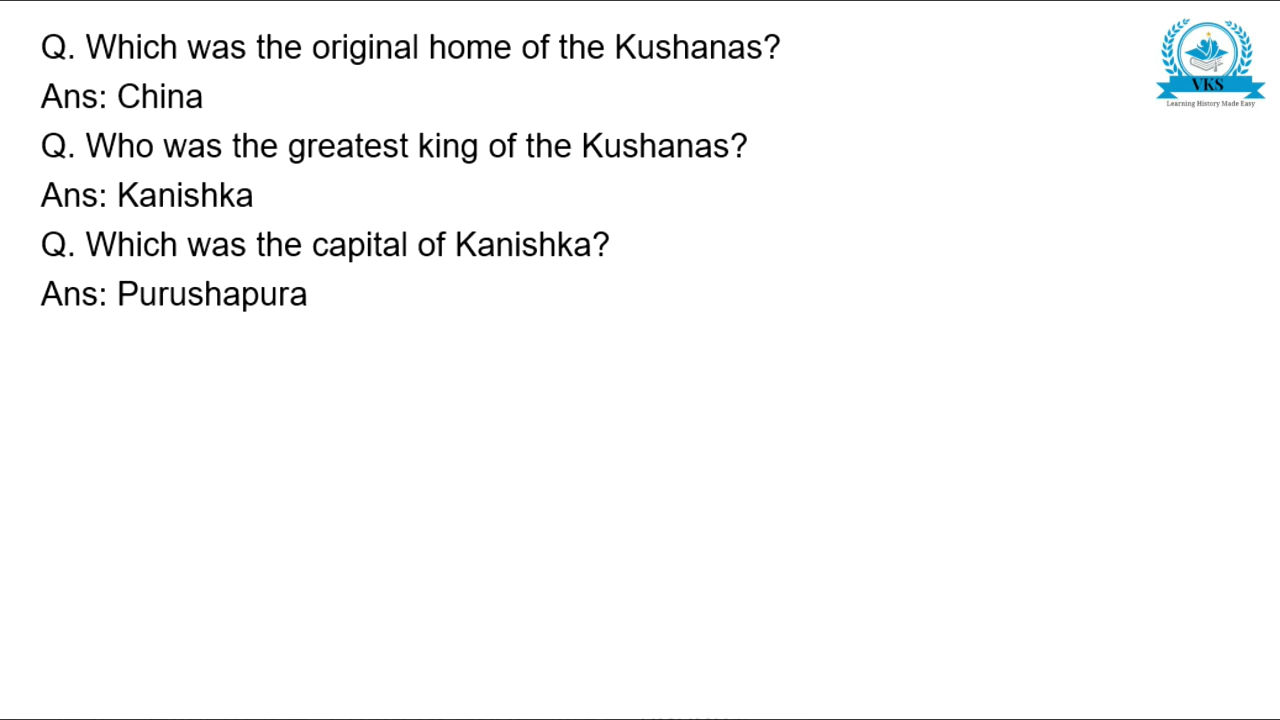 Q. Which was the original home of the Kushanas?
Ans: China
Q. Who was the greatest king of the Kushanas?
Ans: Kanishka
Q. Which was the capital of Kanishka?
Ans: Purushapura
VKS
Learning History Made Easy